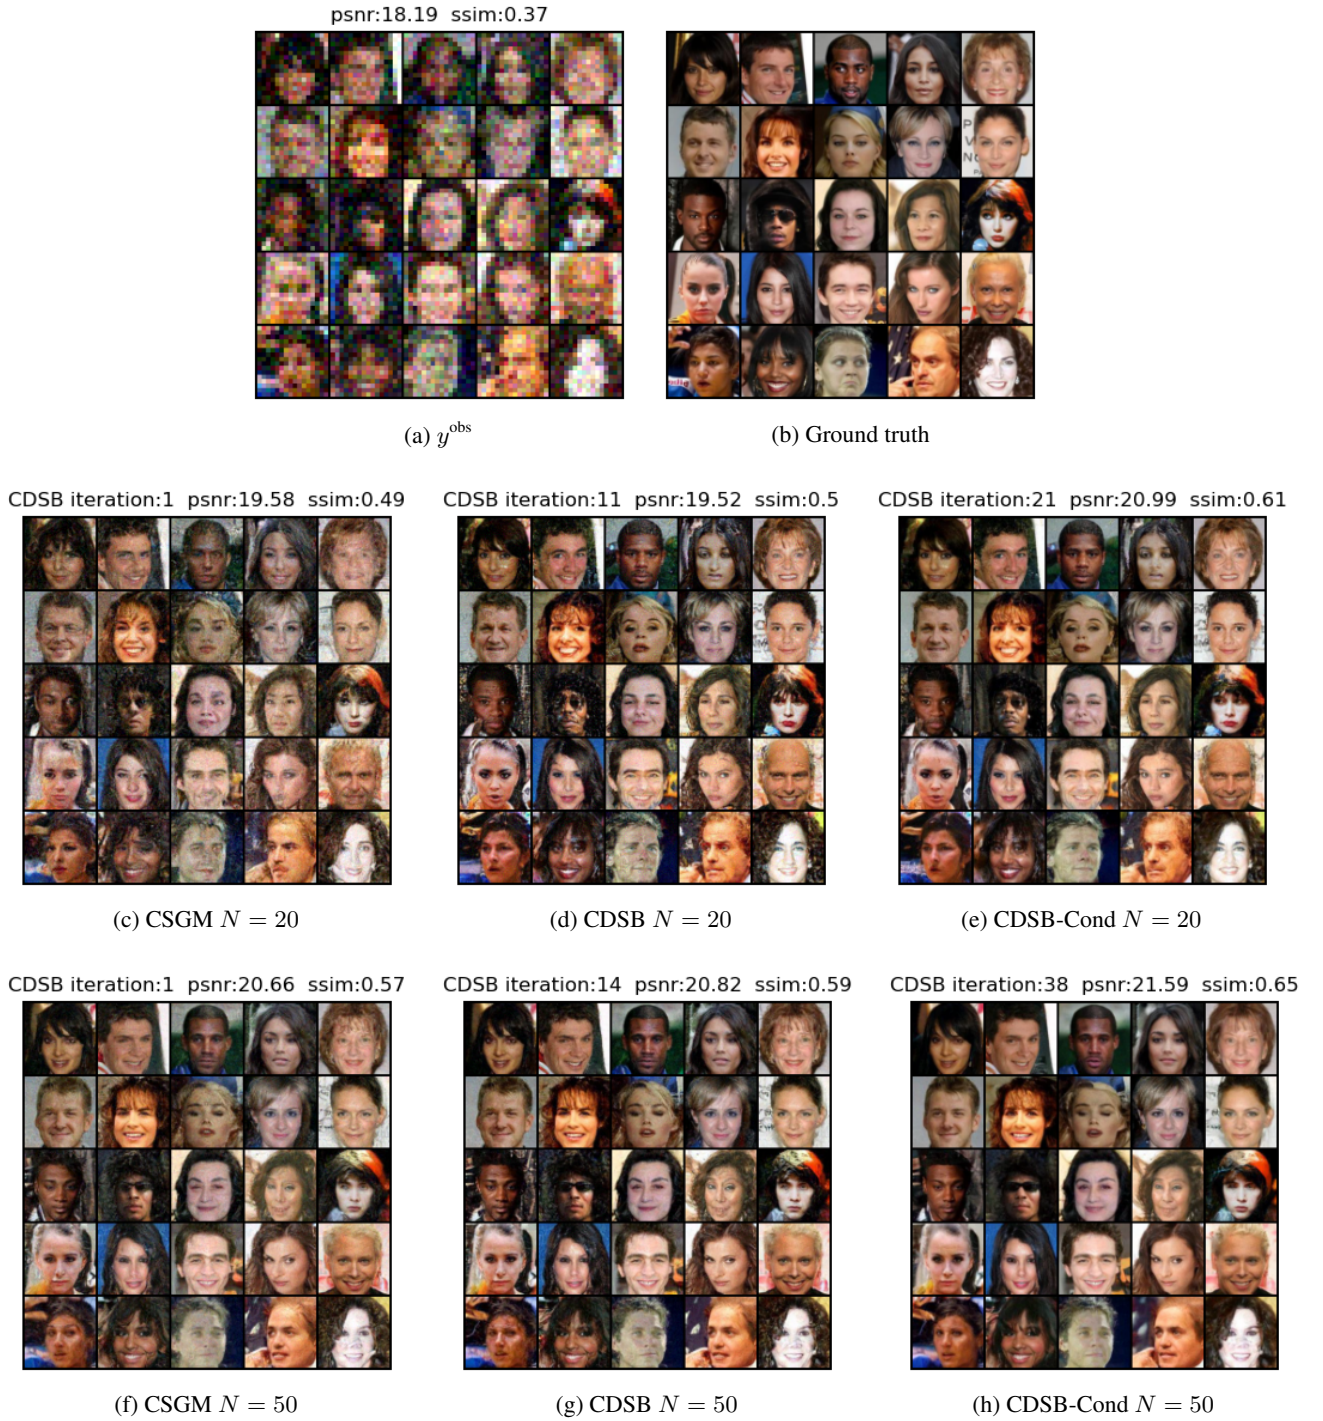 psnr:18.19 ssim:0.37
(a) y^obs
(b) Ground truth
CDSB iteration:1 psnr:19.58 ssim:0.49
CDSB iteration:11 psnr:19.52 ssim:0.5
CDSB iteration:21 psnr:20.99 ssim:0.61
(c) CSGM N = 20
(d) CDSB N = 20
(e) CDSB-Cond N = 20
CDSB iteration:1 psnr:20.66 ssim:0.57
CDSB iteration:14 psnr:20.82 ssim:0.59
CDSB iteration:38 psnr:21.59 ssim:0.65
(f) CSGM N = 50
(g) CDSB N = 50
(h) CDSB-Cond N = 50